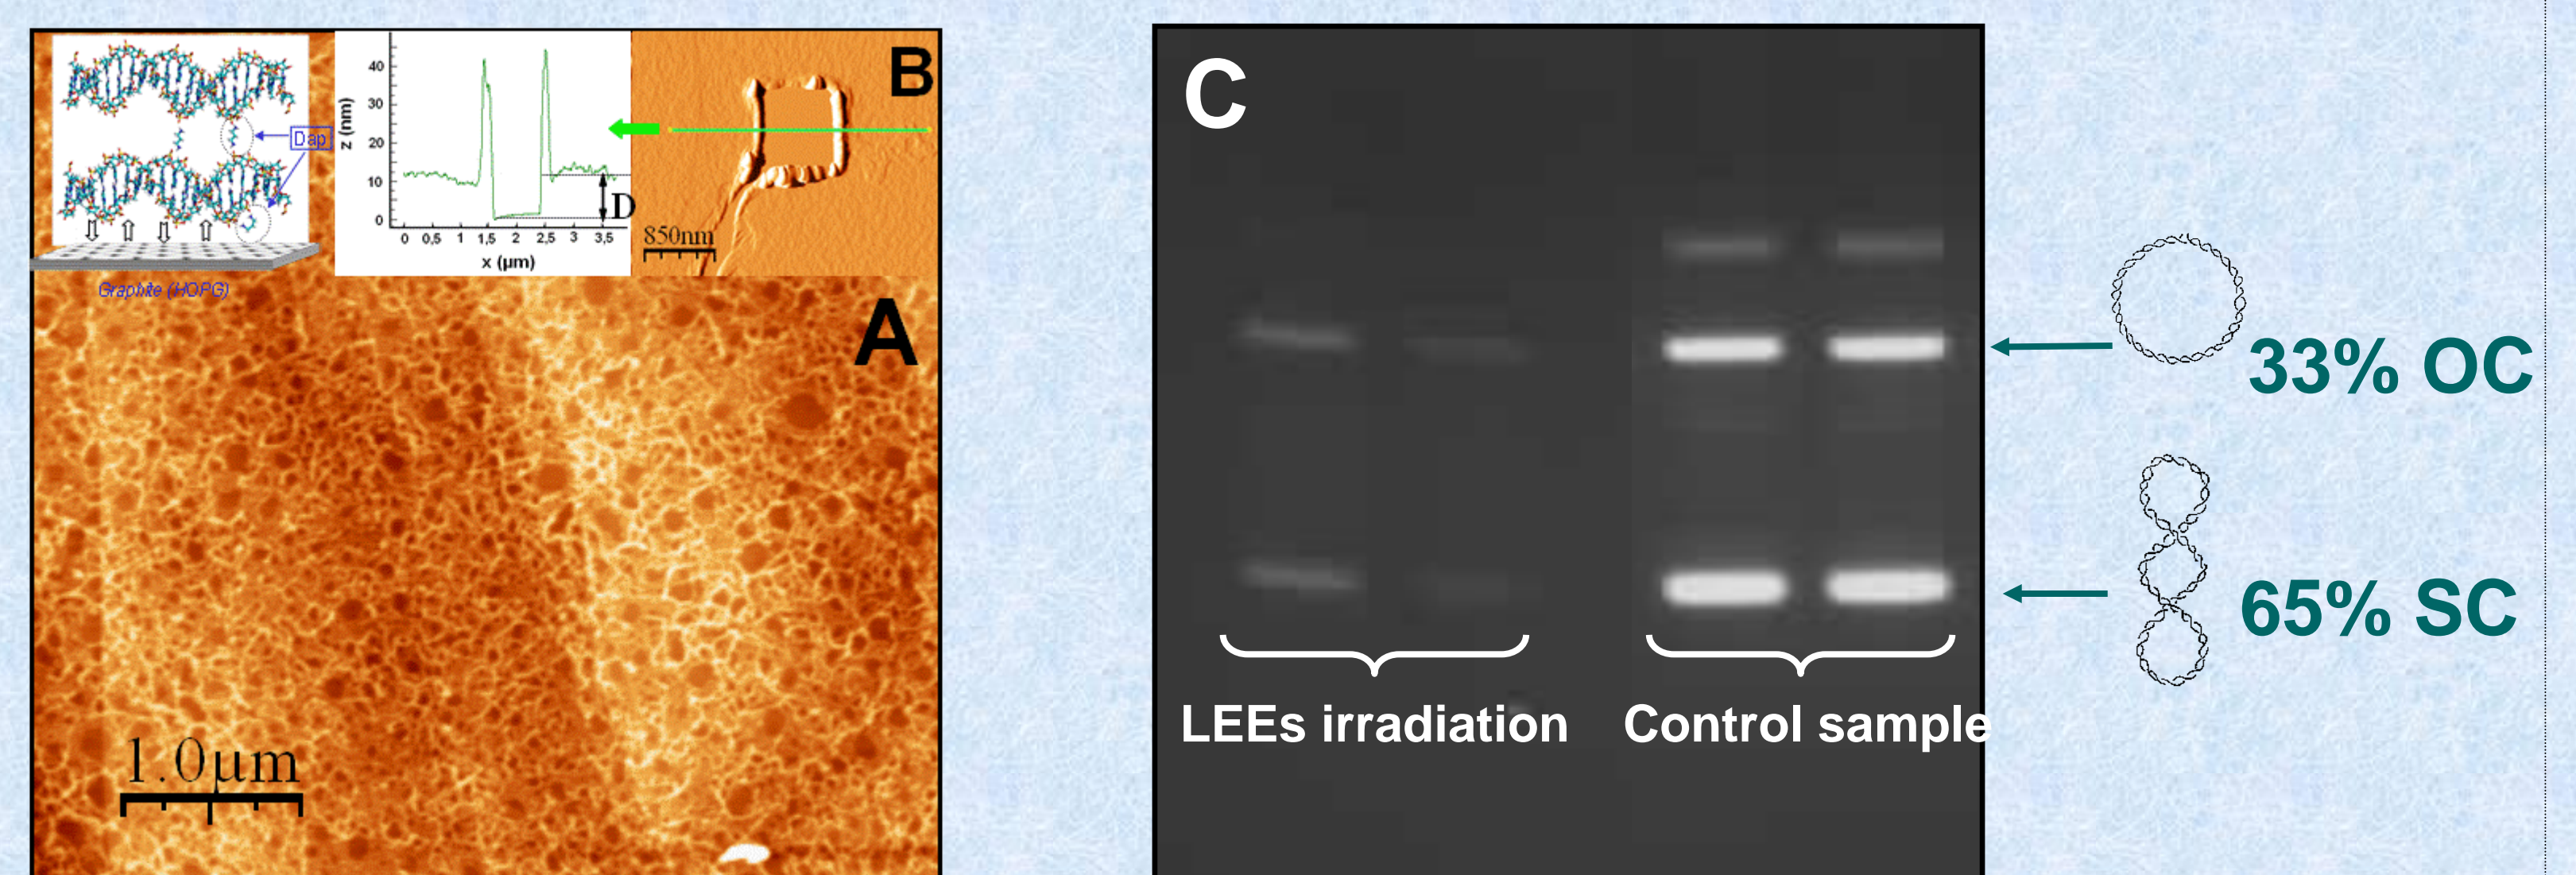 Dap
Graphite (HOPG)
z (nm)
40
30
20
10
0
0 0,5 1 1,5 2 2,5 3 3,5
x (µm)
D
B
850nm
A
1.0µm
C
LEEs irradiation
Control sample
33% OC
65% SC